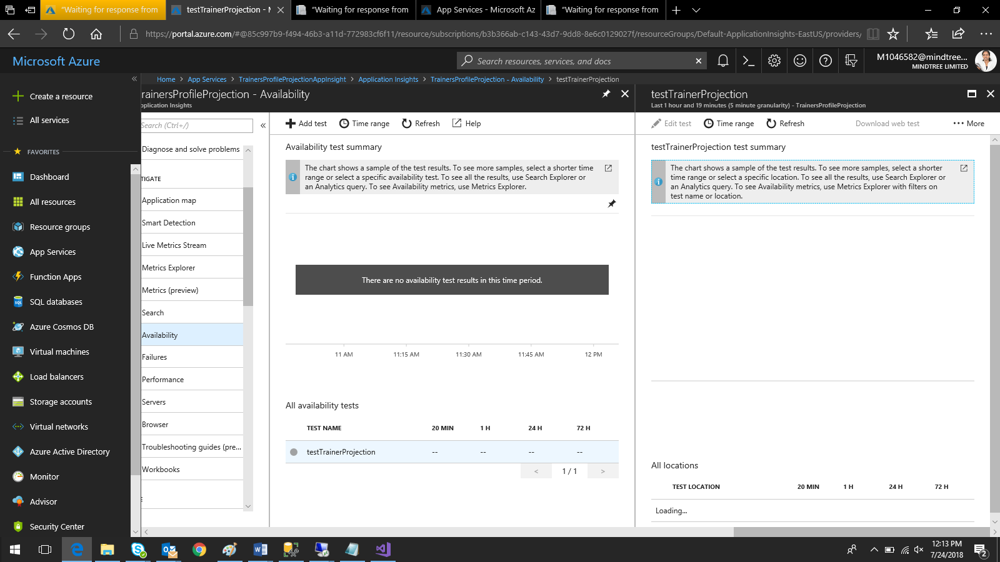 "Waiting for response from
testTrainerProjection - M
"Waiting for response from
App Services - Microsoft Az
"Waiting for response from
https://portal.azure.com/#@85c997b9-f494-46b3-a11d-772983cf6f11/resource/subscriptions/b3b366ab-c143-43d7-9dd8-8e6c0129027f/resourceGroups/Default-ApplicationInsights-EastUS/providers/
Microsoft Azure
Search resources, services, and docs
M1046582@mindtree...
MINDTREE LIMITED
Home > App Services > TrainersProfileProjectionAppInsight > Application Insights > TrainersProfileProjection - Availability > testTrainerProjection
Create a resource
All services
FAVORITES
Dashboard
All resources
Resource groups
App Services
Function Apps
SQL databases
Azure Cosmos DB
Virtual machines
Load balancers
Storage accounts
Virtual networks
Azure Active Directory
Monitor
Advisor
Security Center
rainersProfileProjection - Availability
pplication Insights
Search (Ctrl+/)
Diagnose and solve problems
TIGATE
Application map
Smart Detection
Live Metrics Stream
Metrics Explorer
Metrics (preview)
Search
Availability
Failures
Performance
Servers
Browser
Troubleshooting guides (pre...
Workbooks
E
Add test
Time range
Refresh
Help
Availability test summary
The chart shows a sample of the test results. To see more samples, select a shorter time
range or select a specific availability test. To see all the results, use Search Explorer or
an Analytics query. To see Availability metrics, use Metrics Explorer.
There are no availability test results in this time period.
11 AM 11:15 AM 11:30 AM 11:45 AM 12 PM
All availability tests
TEST NAME 20 MIN 1 H 24 H 72 H
testTrainerProjection -- -- -- --
< 1 / 1 >
testTrainerProjection
Last 1 hour and 19 minutes (5 minute granularity) - TrainersProfileProjection
Edit test
Time range
Refresh
Download web test
More
testTrainerProjection test summary
The chart shows a sample of the test results. To see more samples, select a shorter
time range or select a specific location. To see all the results, use Search Explorer or
an Analytics query. To see Availability metrics, use Metrics Explorer with filters on
test name or location.
All locations
TEST LOCATION 20 MIN 1 H 24 H 72 H
Loading...
12:13 PM
7/24/2018
2